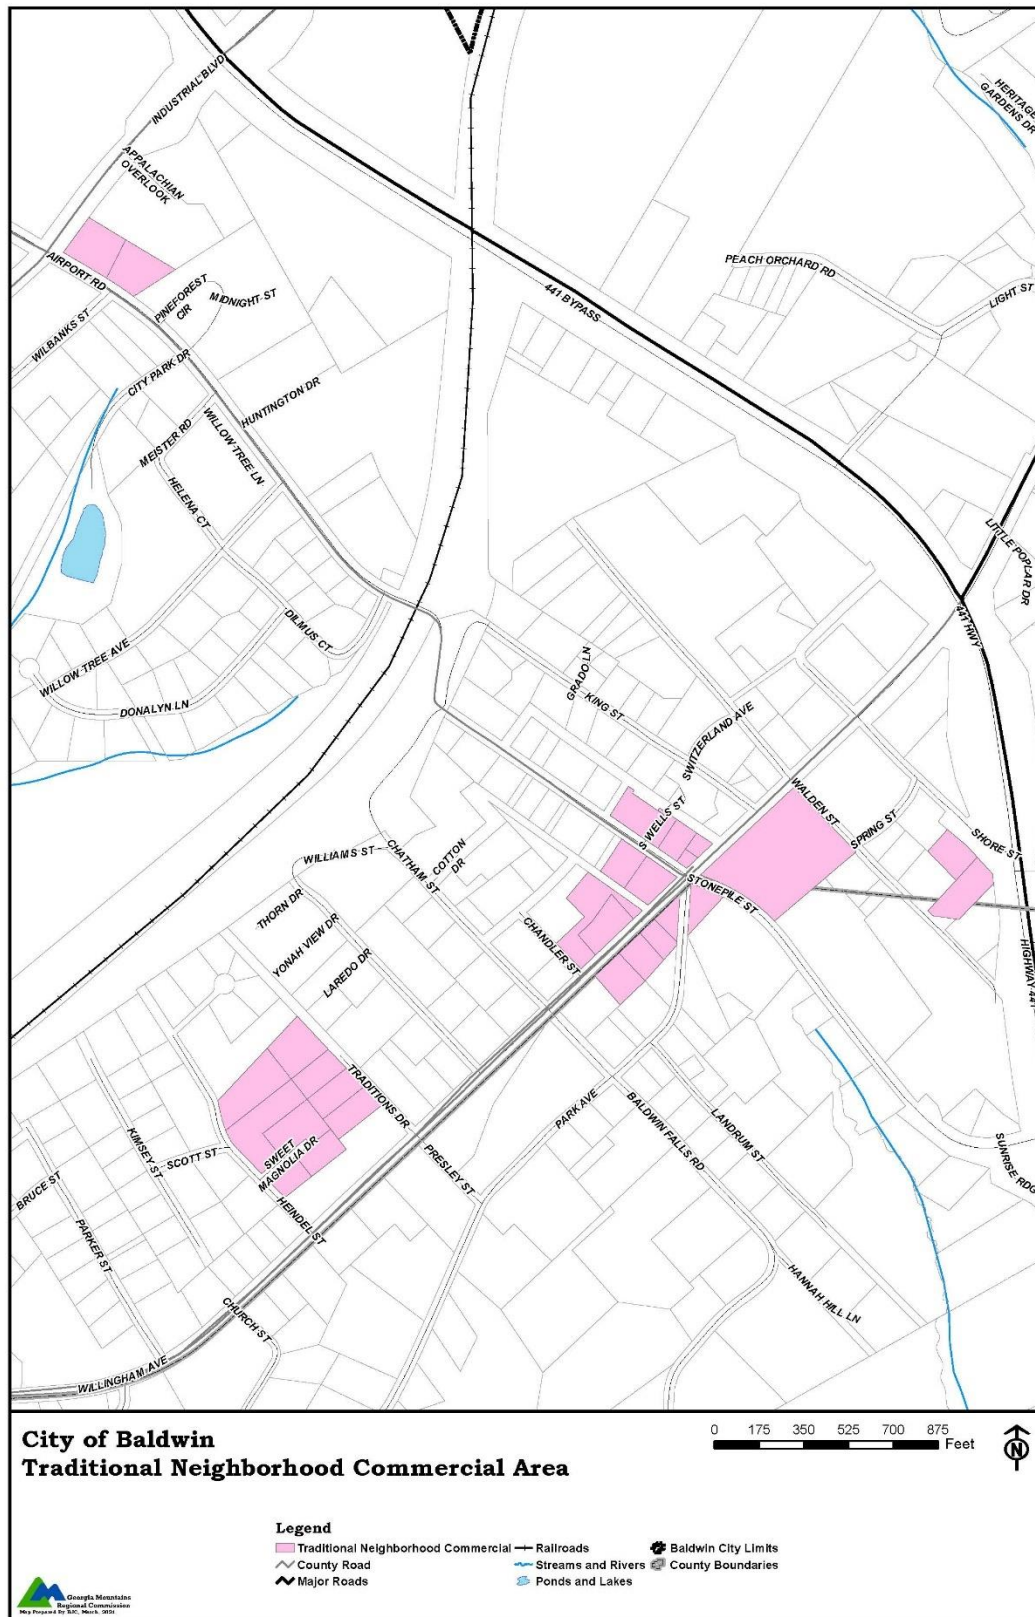 INDUSTRIAL BLVD
HERITAGE
GARDENS DR
APPALACHIAN
OVERLOOK
AIRPORT RD
PINEFOREST
CIR
MIDNIGHT ST
PEACH ORCHARD RD
LIGHT ST
441 BYPASS
WILBANKS ST
CITY PARK DR
HUNTINGTON DR
MEISTER RD
WILLOW TREE LN
HELENA CT
LITTLE POPLAR DR
441 HWY
DILMUS CT
WILLOW TREE AVE
DONALYN LN
GRADO LN
KING ST
SWITZERLAND AVE
WALDEN ST
S WELLS ST
SPRING ST
SHORE ST
WILLIAMS ST
CHATHAM ST
COTTON
DR
STONEPILE ST
THORN DR
YONAH VIEW DR
LAREDO DR
CHANDLER ST
HIGHWAY 441
TRADITIONS DR
PARK AVE
BALDWIN FALLS RD
LANDRUM ST
KIMSEY ST
SCOTT ST
SWEET
MAGNOLIA DR
PRESLEY ST
SUNRISE RDG
BRUCE ST
PARKER ST
HEINDEL ST
HANNAH HILL LN
CHURCH ST
WILLINGHAM AVE
City of Baldwin
Traditional Neighborhood Commercial Area
0 175 350 525 700 875
Feet
N
Legend
Traditional Neighborhood Commercial
County Road
Major Roads
Railroads
Streams and Rivers
Ponds and Lakes
Baldwin City Limits
County Boundaries
Georgia Mountains
Regional Commission